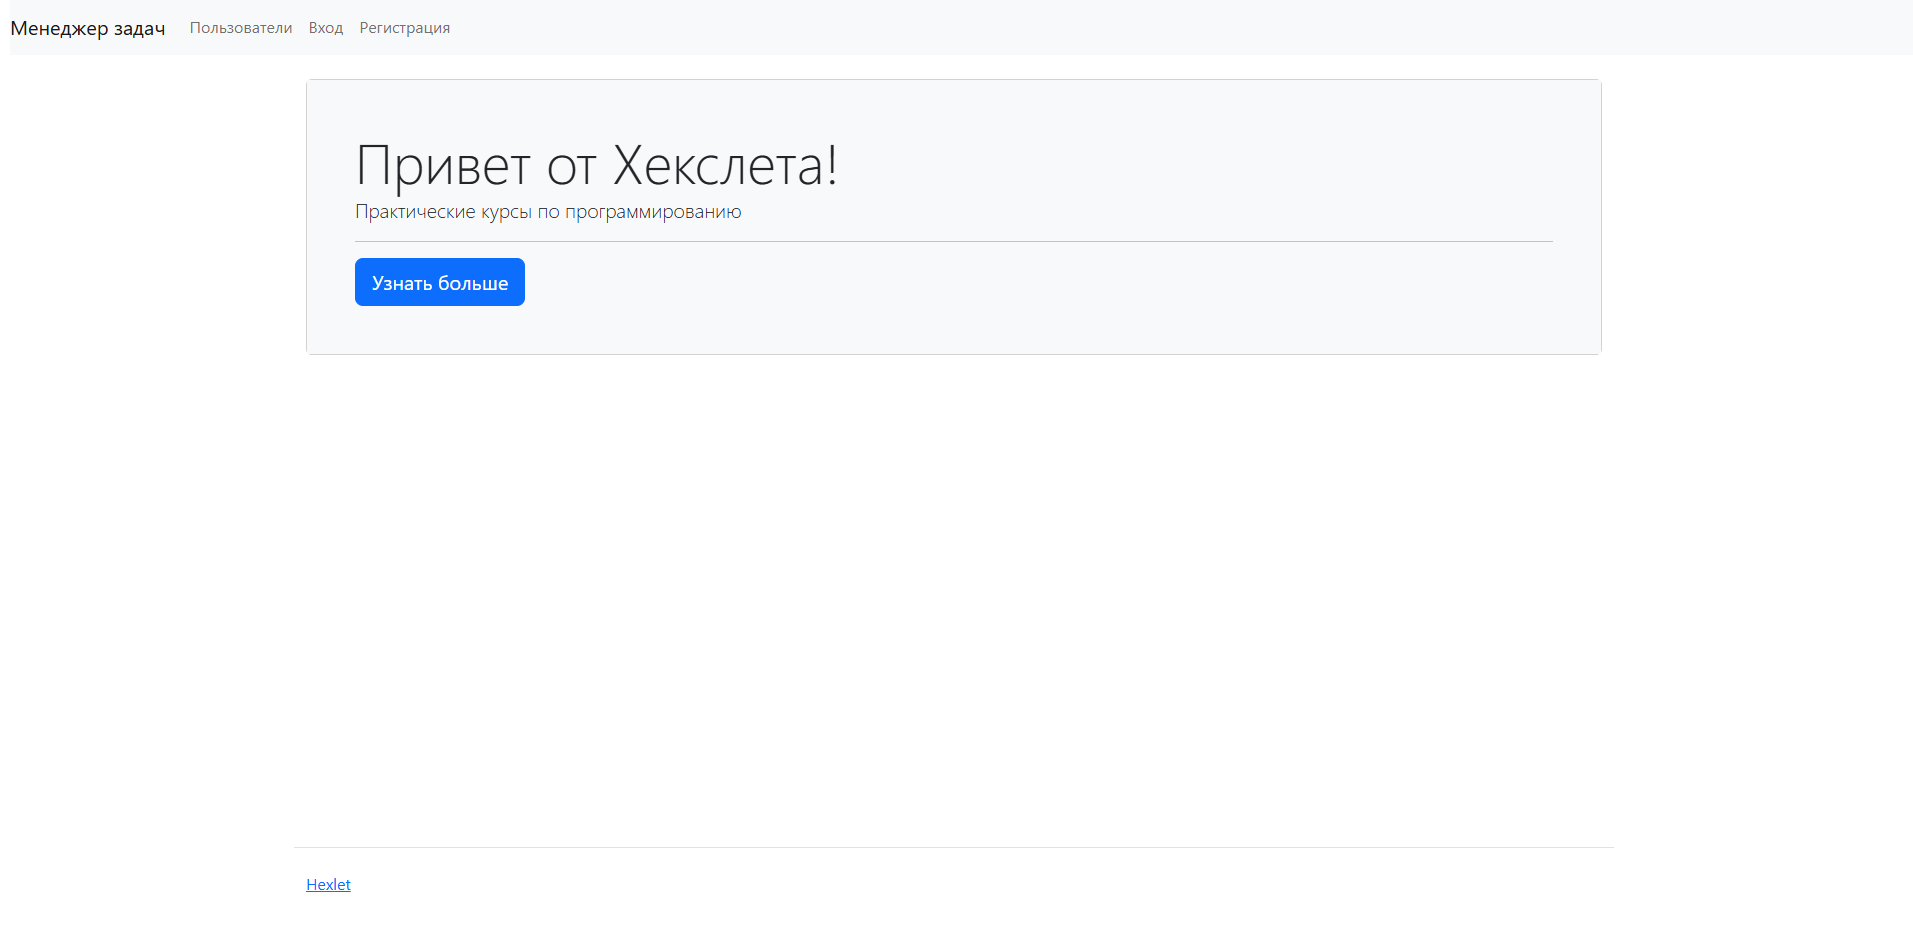 Менеджер задач Пользователи Вход Регистрация
Привет от Хекслета!
Практические курсы по программированию
Узнать больше
Hexlet